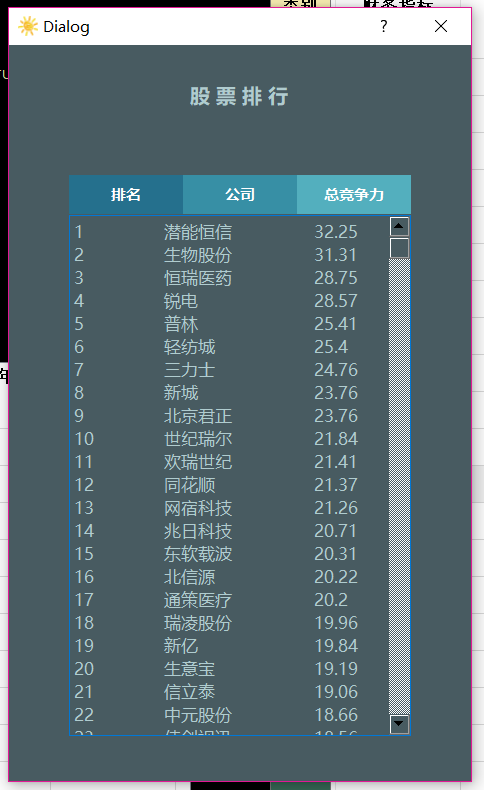 类别
财务指标
Dialog
?
股票排行
排名 公司 总竞争力
1 潜能恒信 32.25
2 生物股份 31.31
3 恒瑞医药 28.75
4 锐电 28.57
5 普林 25.41
6 轻纺城 25.4
7 三力士 24.76
8 新城 23.76
9 北京君正 23.76
10 世纪瑞尔 21.84
11 欢瑞世纪 21.41
12 同花顺 21.37
13 网宿科技 21.26
14 兆日科技 20.71
15 东软载波 20.31
16 北信源 20.22
17 通策医疗 20.2
18 瑞凌股份 19.96
19 新亿 19.84
20 生意宝 19.19
21 信立泰 19.06
22 中元股份 18.66